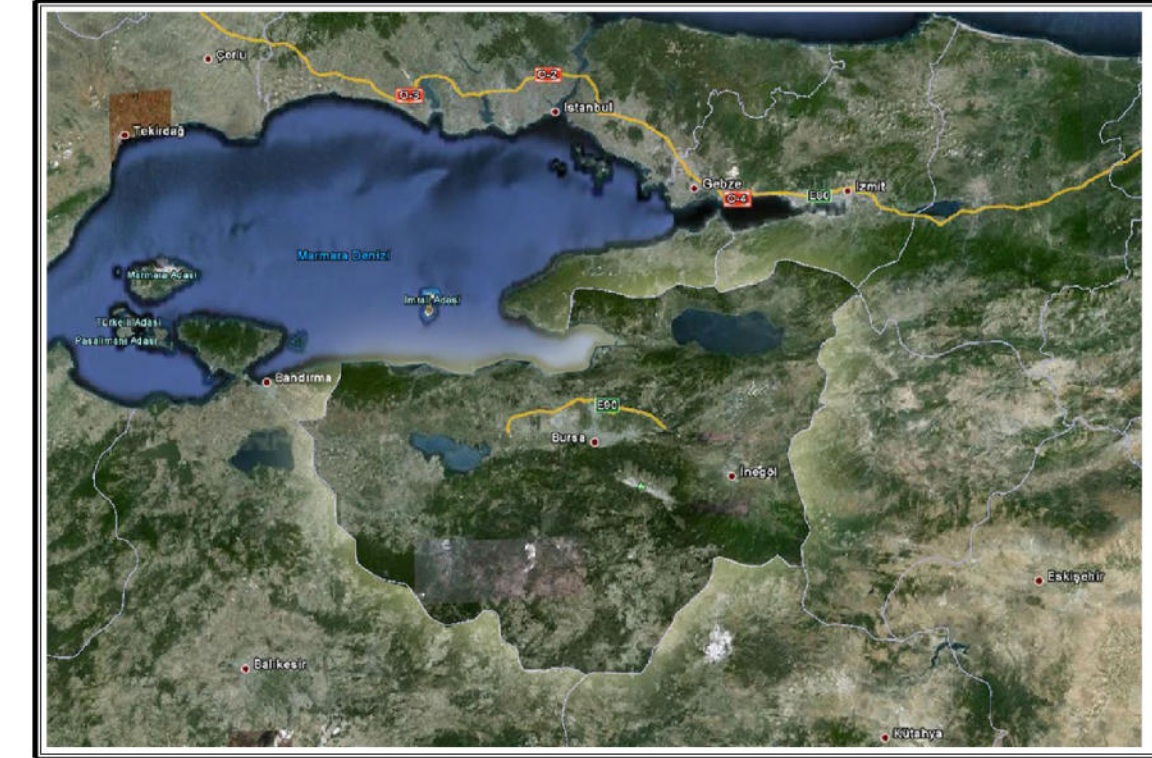 Çorlu
O-3
O-2
İstanbul
Tekirdağ
Gebze
O-4
E80
İzmit
Marmara Denizi
Marmara Adası
İmralı Adası
Türkeli Adası
Paşalimanı Adası
Bandırma
E90
Bursa
İnegöl
Eskişehir
Balıkesir
Kütahya